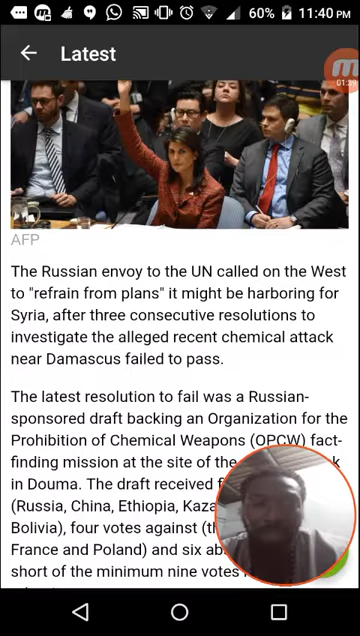 60% 11:40 PM
Latest
01:39
AFP
The Russian envoy to the UN called on the West
to "refrain from plans" it might be harboring for
Syria, after three consecutive resolutions to
investigate the alleged recent chemical attack
near Damascus failed to pass.
The latest resolution to fail was a Russian-
sponsored draft backing an Organization for the
Prohibition of Chemical Weapons (OPCW) fact-
finding mission at the site of the
in Douma. The draft received
(Russia, China, Ethiopia,
Bolivia), four votes against
France and Poland) and six
short of the minimum nine votes